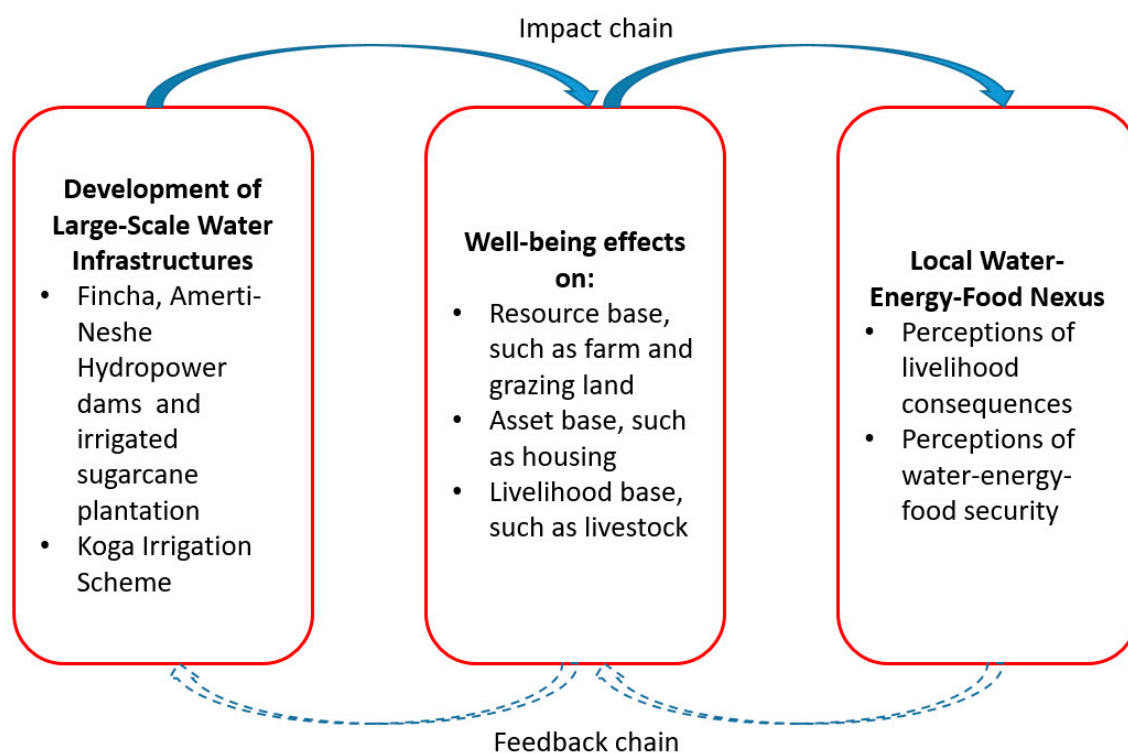 Impact chain
Development of
Large-Scale Water
Infrastructures
• Fincha, Amerti-
Neshe
Hydropower
dams and
irrigated
sugarcane
plantation
• Koga Irrigation
Scheme
Well-being effects
on:
• Resource base,
such as farm and
grazing land
• Asset base, such
as housing
• Livelihood base,
such as livestock
Local Water-
Energy-Food Nexus
• Perceptions of
livelihood
consequences
• Perceptions of
water-energy-
food security
Feedback chain